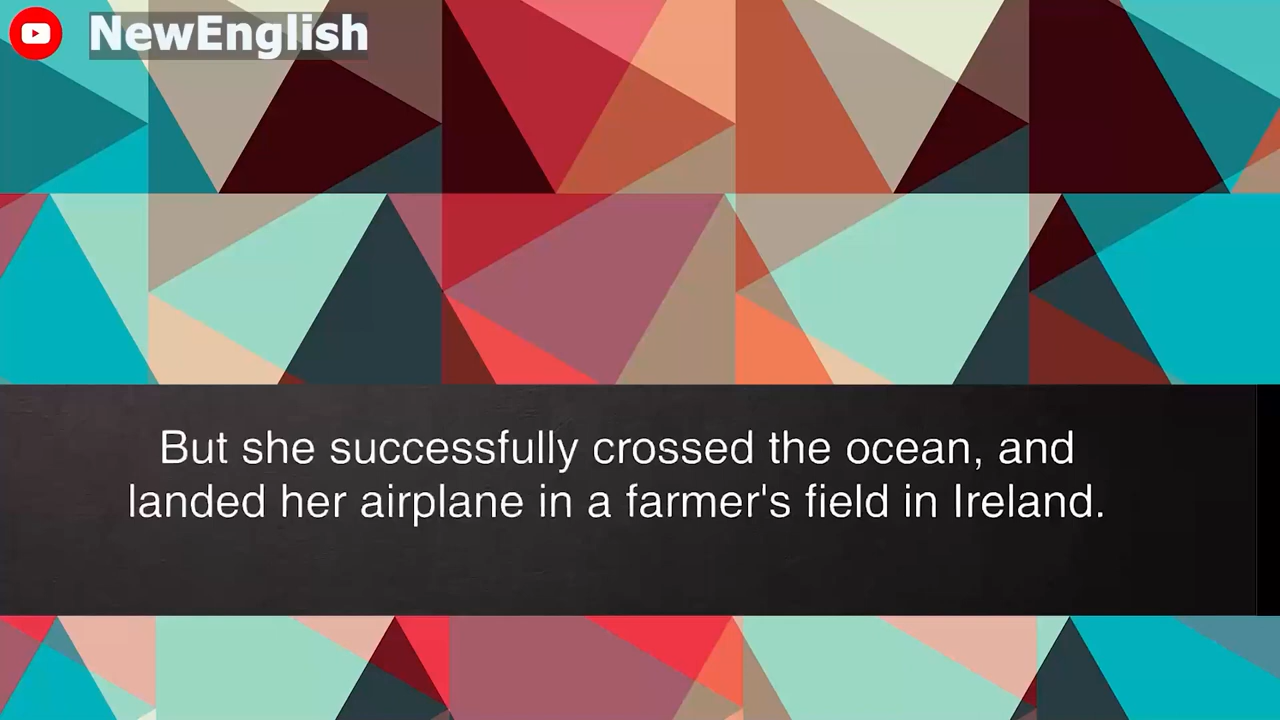 NewEnglish
But she successfully crossed the ocean, and
landed her airplane in a farmer's field in Ireland.